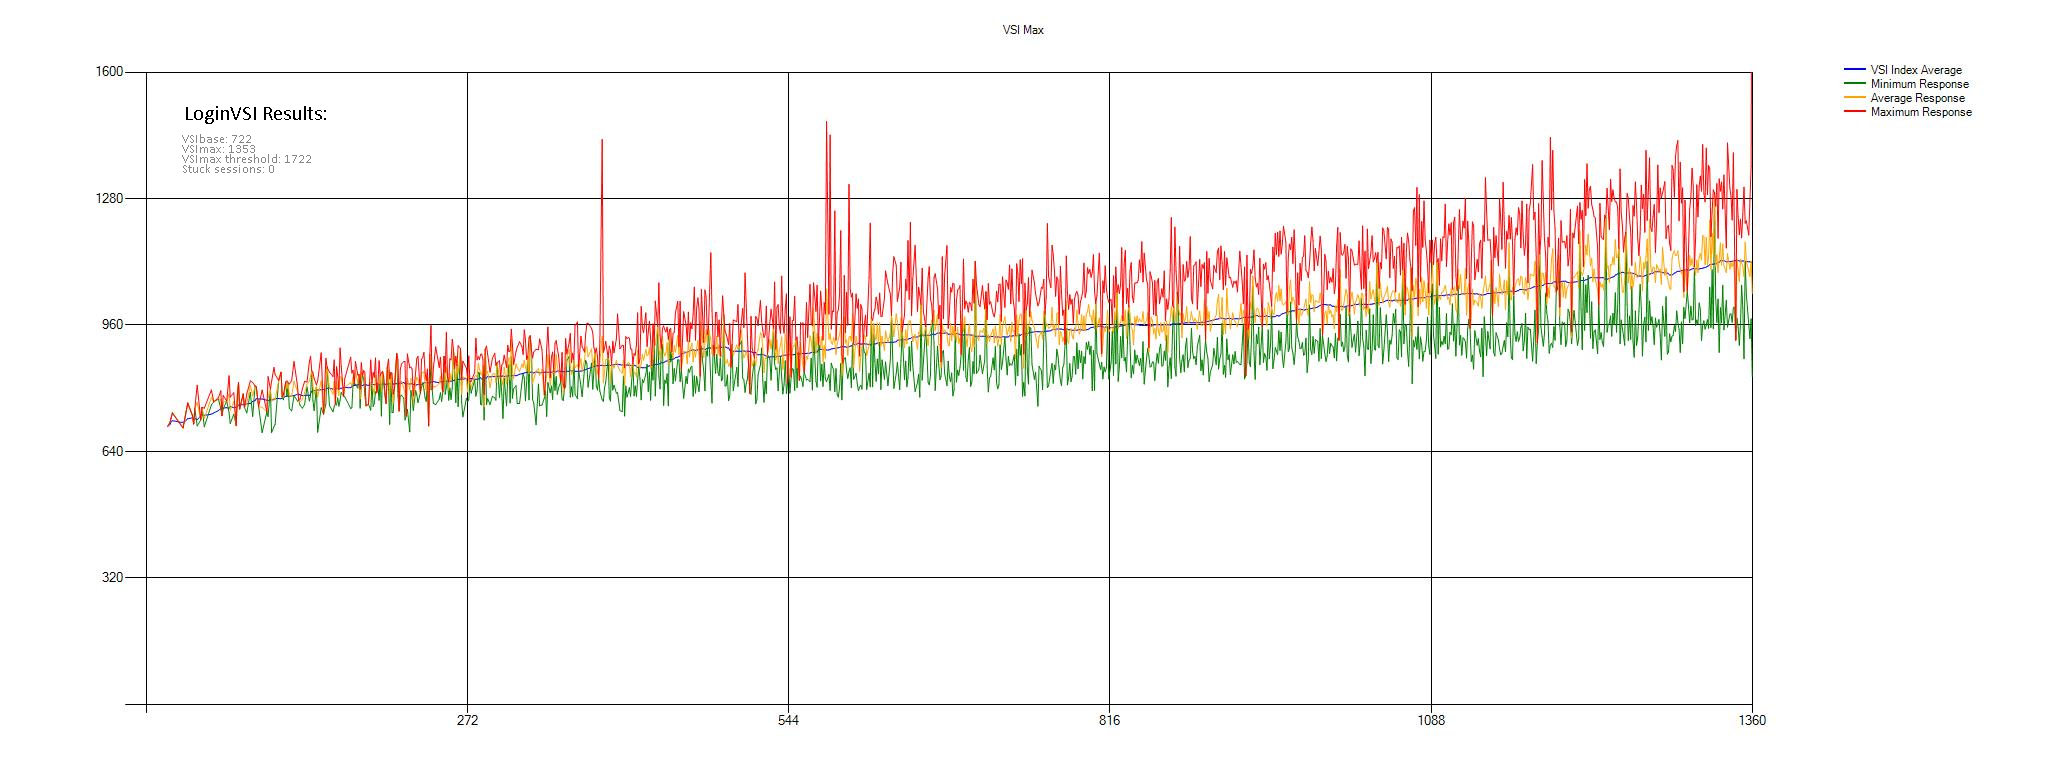 VSI Max
1600
1280
960
640
320
LoginVSI Results:
VSIbase: 722
VSImax: 1353
VSImax threshold: 1722
Stuck sessions: 0
VSI Index Average
Minimum Response
Average Response
Maximum Response
272
544
816
1088
1360